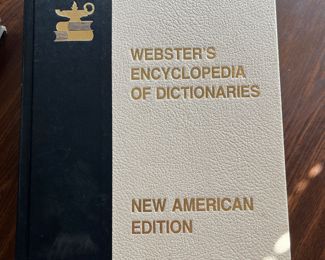 WEBSTER'S
ENCYCLOPEDIA
OF DICTIONARIES
NEW AMERICAN
EDITION